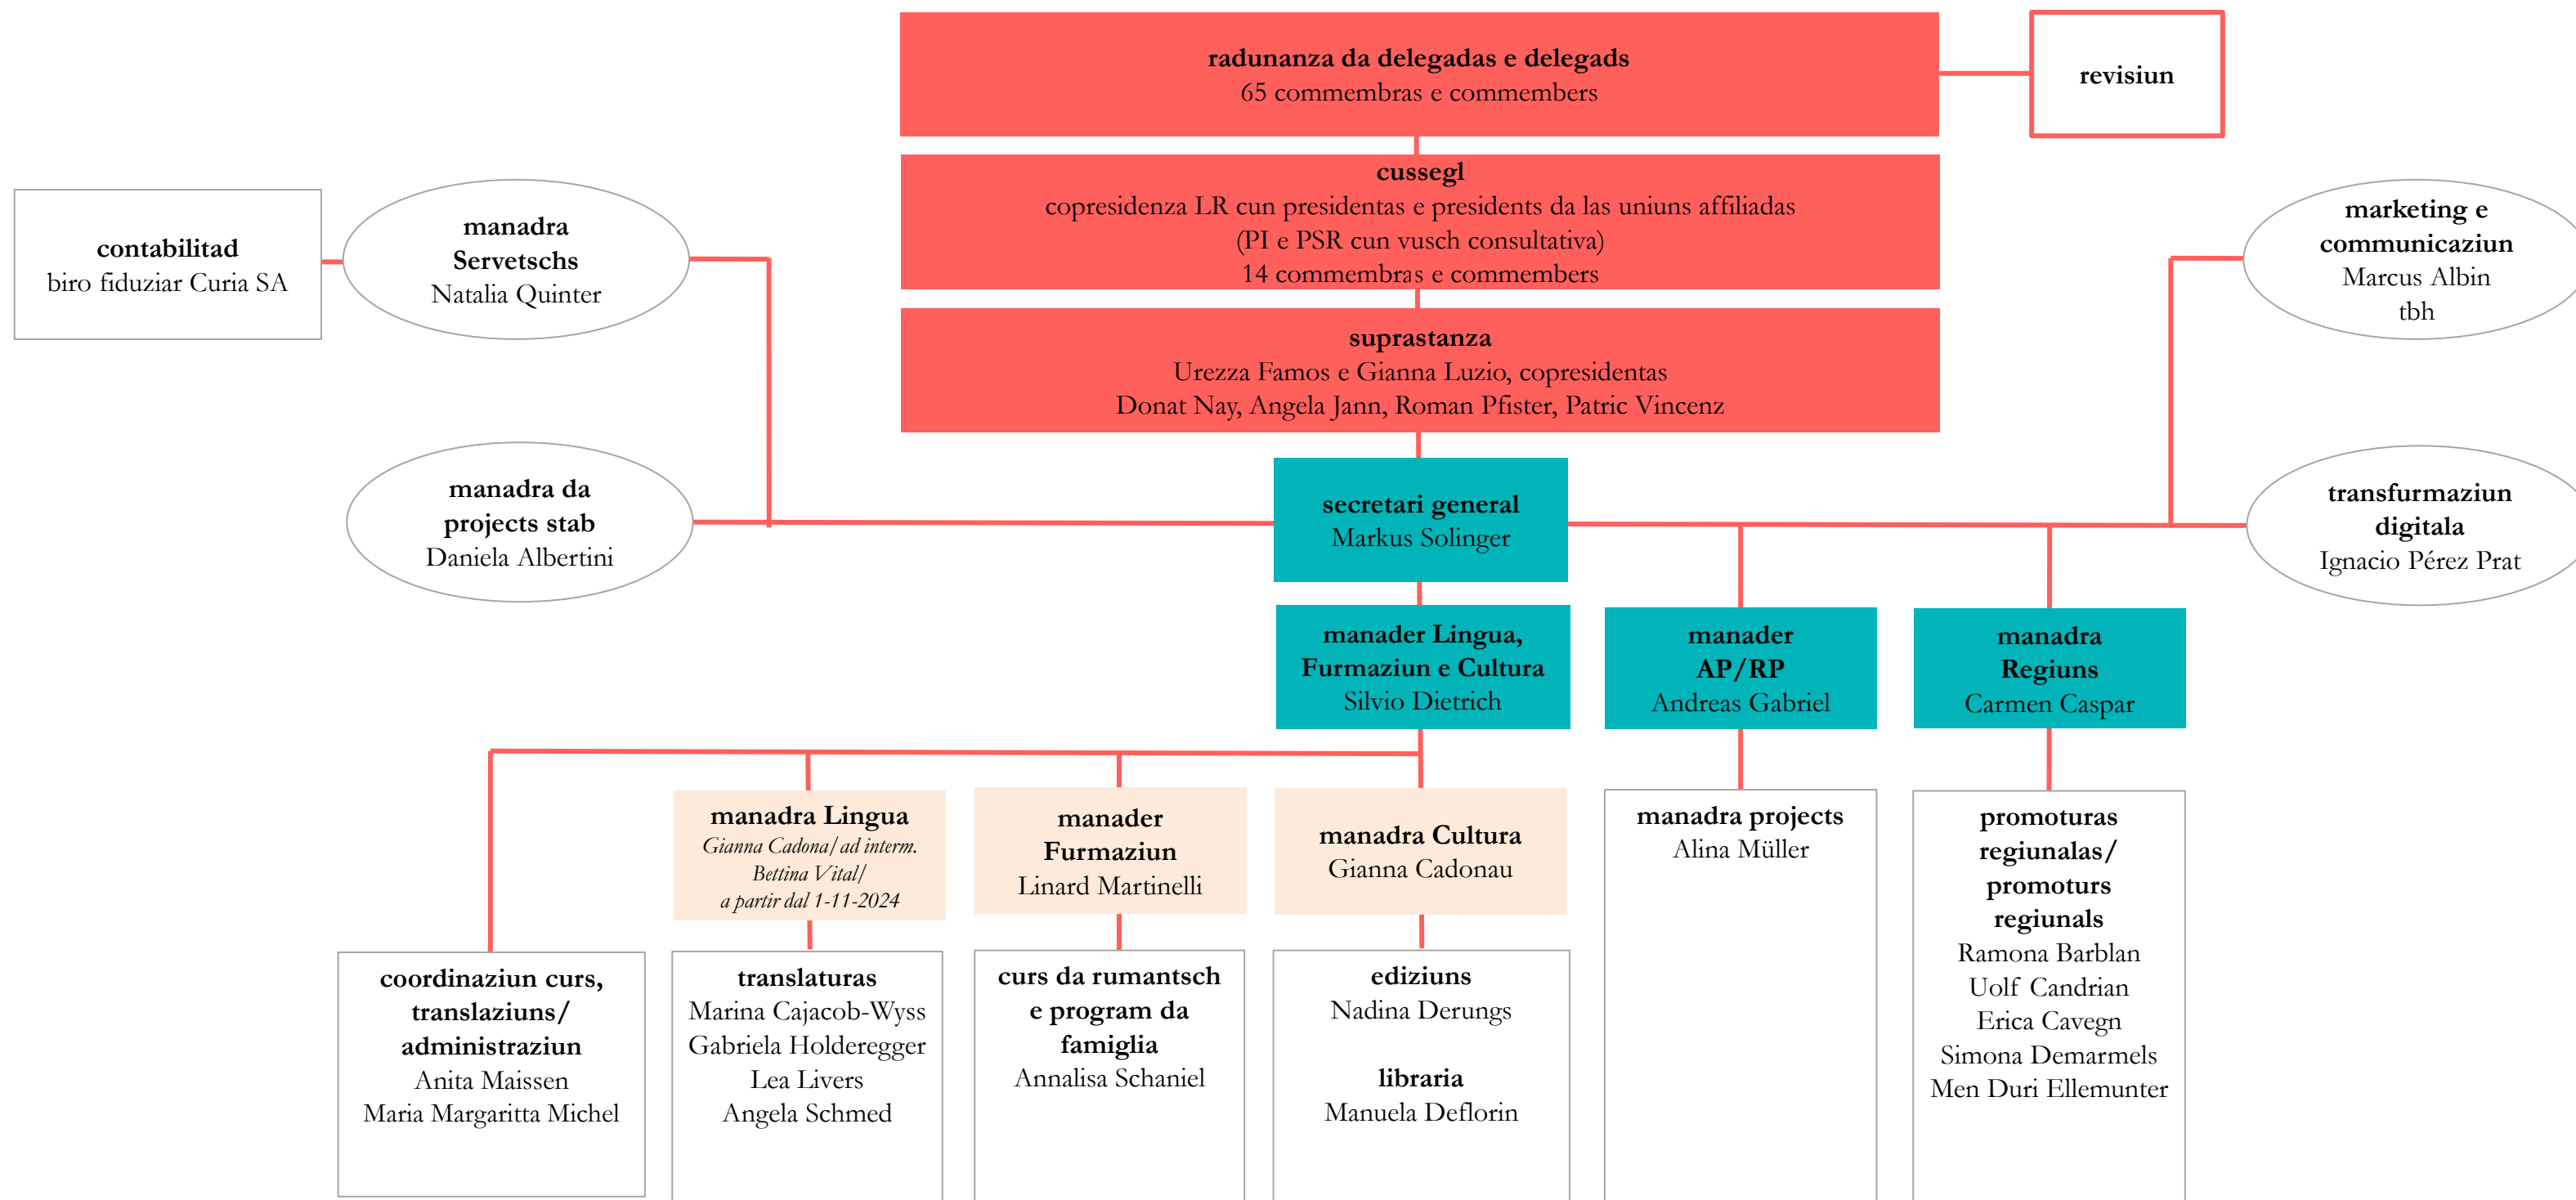 radunanza da delegadas e delegads
65 commembras e commembers
revisiun
cussegl
copresidenza LR cun presidentas e presidents da las uniuns affiliadas
(PI e PSR cun vusch consultativa)
14 commembras e commembers
contabilitad
biro fiduziar Curia SA
manadra
Servetschs
Natalia Quinter
marketing e
communicaziun
Marcus Albin
tbh
suprastanza
Urezza Famos e Gianna Luzio, copresidentas
Donat Nay, Angela Jann, Roman Pfister, Patric Vincenz
manadra da
projects stab
Daniela Albertini
secretari general
Markus Solinger
transfurmaziun
digitala
Ignacio Pérez Prat
manader Lingua,
Furmaziun e Cultura
Silvio Dietrich
manader
AP/RP
Andreas Gabriel
manadra
Regiuns
Carmen Caspar
manadra Lingua
Gianna Cadona/ad interm.
Bettina Vital/
a partir dal 1-11-2024
manader
Furmaziun
Linard Martinelli
manadra Cultura
Gianna Cadonau
manadra projects
Alina Müller
promoturas
regiunalas/
promoturs
regiunals
Ramona Barblan
Uolf Candrian
Erica Cavegn
Simona Demarmels
Men Duri Ellemunter
coordinaziun curs,
translaziuns/
administraziun
Anita Maissen
Maria Margaritta Michel
translaturas
Marina Cajacob-Wyss
Gabriela Holderegger
Lea Livers
Angela Schmed
curs da rumantsch
e program da
famiglia
Annalisa Schaniel
ediziuns
Nadina Derungs
libraria
Manuela Deflorin